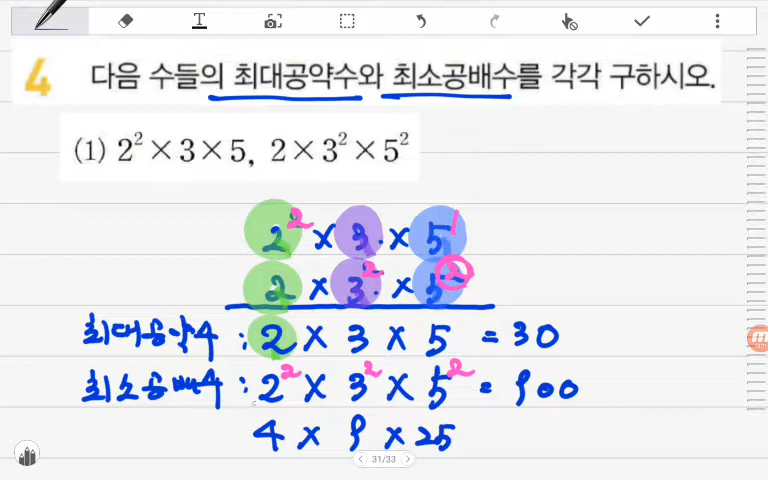 4 다음 수들의 최대공약수와 최소공배수를 각각 구하시오.
(1) 2² × 3 × 5, 2 × 3² × 5²
2² × 3 · × 5¹
2 × 3² · × 5²
최대공약수 : 2 × 3 × 5 = 30
최소공배수 : 2² × 3² × 5² = 900
4 × 9 × 25
31/33